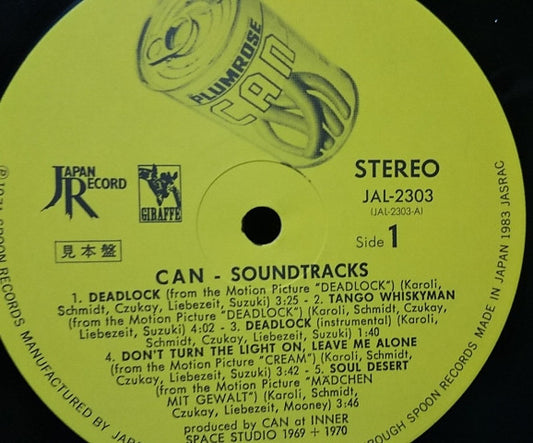 PLUMROSE
CAN
JAPAN
RECORD
GIRAFFE
STEREO
JAL-2303
(JAL-2303-A)
Side 1
見本盤
CAN - SOUNDTRACKS
1. DEADLOCK (from the Motion Picture "DEADLOCK") (Karoli,
Schmidt, Czukay, Liebezeit, Suzuki) 3:25 - 2. TANGO WHISKYMAN
(from the Motion Picture "DEADLOCK") (Karoli, Schmidt, Czukay,
Liebezeit, Suzuki) 4:02 - 3. DEADLOCK (instrumental) (Karoli,
Schmidt, Czukay, Liebezeit, Suzuki) 1:40
4. DON'T TURN THE LIGHT ON, LEAVE ME ALONE
(from the Motion Picture "CREAM") (Karoli, Schmidt,
Czukay, Liebezeit, Suzuki) 3:42 - 5. SOUL DESERT
(from the Motion Picture "MÄDCHEN
MIT GEWALT") (Karoli, Schmidt,
Czukay, Liebezeit, Mooney) 3:46
produced by CAN at INNER
SPACE STUDIO 1969 + 1970
SPOON RECORDS MANUFACTURED BY
SPOON RECORDS MADE IN JAPAN 1983 JASRAC